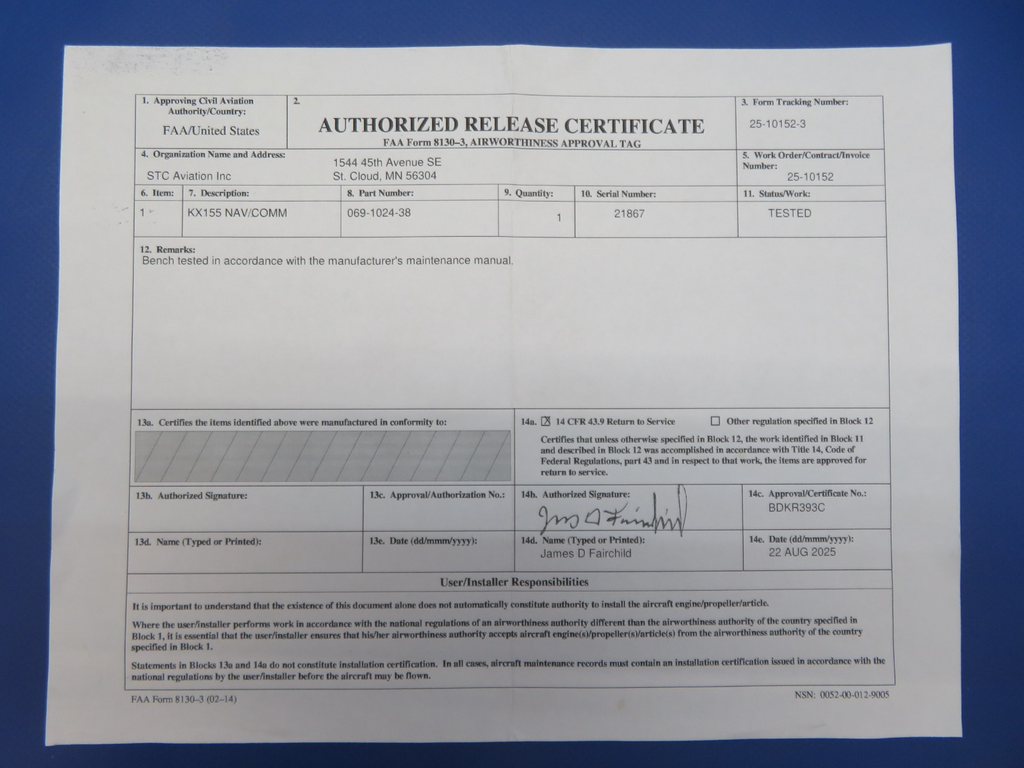 1. Approving Civil Aviation
Authority/Country:
FAA/United States
2.
AUTHORIZED RELEASE CERTIFICATE
FAA Form 8130–3, AIRWORTHINESS APPROVAL TAG
3. Form Tracking Number:
25-10152-3
4. Organization Name and Address:
STC Aviation Inc
1544 45th Avenue SE
St. Cloud, MN 56304
5. Work Order/Contract/Invoice
Number:
25-10152
6. Item:
1
7. Description:
KX155 NAV/COMM
8. Part Number:
069-1024-38
9. Quantity:
1
10. Serial Number:
21867
11. Status/Work:
TESTED
12. Remarks:
Bench tested in accordance with the manufacturer's maintenance manual.
13a. Certifies the items identified above were manufactured in conformity to:
14a. ☒ 14 CFR 43.9 Return to Service ☐ Other regulation specified in Block 12
Certifies that unless otherwise specified in Block 12, the work identified in Block 11
and described in Block 12 was accomplished in accordance with Title 14, Code of
Federal Regulations, part 43 and in respect to that work, the items are approved for
return to service.
13b. Authorized Signature:
13c. Approval/Authorization No.:
14b. Authorized Signature:
James D Fairchild
14c. Approval/Certificate No.:
BDKR393C
13d. Name (Typed or Printed):
13e. Date (dd/mmm/yyyy):
14d. Name (Typed or Printed):
James D Fairchild
14e. Date (dd/mmm/yyyy):
22 AUG 2025
User/Installer Responsibilities
It is important to understand that the existence of this document alone does not automatically constitute authority to install the aircraft engine/propeller/article.
Where the user/installer performs work in accordance with the national regulations of an airworthiness authority different than the airworthiness authority of the country specified in
Block 1, it is essential that the user/installer ensures that his/her airworthiness authority accepts aircraft engine(s)/propeller(s)/article(s) from the airworthiness authority of the country
specified in Block 1.
Statements in Blocks 13a and 14a do not constitute installation certification. In all cases, aircraft maintenance records must contain an installation certification issued in accordance with the
national regulations by the user/installer before the aircraft may be flown.
FAA Form 8130–3 (02–14)
NSN: 0052-00-012-9005